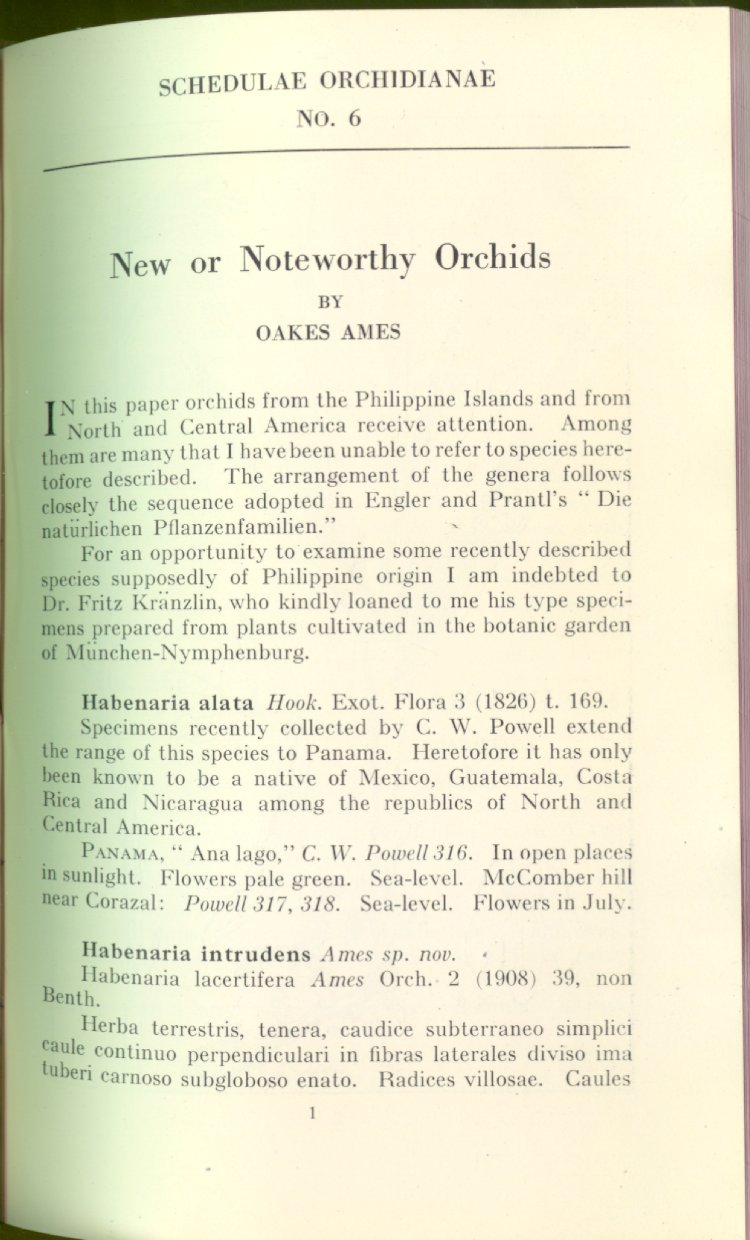 SCHEDULAE ORCHIDIANAE
NO. 6
New or Noteworthy Orchids
BY
OAKES AMES
IN this paper orchids from the Philippine Islands and from
North and Central America receive attention. Among
them are many that I have been unable to refer to species here-
tofore described. The arrangement of the genera follows
closely the sequence adopted in Engler and Prantl's “ Die
natürlichen Pflanzenfamilien.”
For an opportunity to examine some recently described
species supposedly of Philippine origin I am indebted to
Dr. Fritz Kränzlin, who kindly loaned to me his type speci-
mens prepared from plants cultivated in the botanic garden
of München-Nymphenburg.
Habenaria alata Hook. Exot. Flora 3 (1826) t. 169.
Specimens recently collected by C. W. Powell extend
the range of this species to Panama. Heretofore it has only
been known to be a native of Mexico, Guatemala, Costa
Rica and Nicaragua among the republics of North and
Central America.
PANAMA, “ Ana lago,” C. W. Powell 316. In open places
in sunlight. Flowers pale green. Sea-level. McComber hill
near Corazal: Powell 317, 318. Sea-level. Flowers in July.
Habenaria intrudens Ames sp. nov.
Habenaria lacertifera Ames Orch. 2 (1908) 39, non
Benth.
Herba terrestris, tenera, caudice subterraneo simplici
caule continuo perpendiculari in fibras laterales diviso ima
tuberi carnoso subgloboso enato. Radices villosae. Caules
1